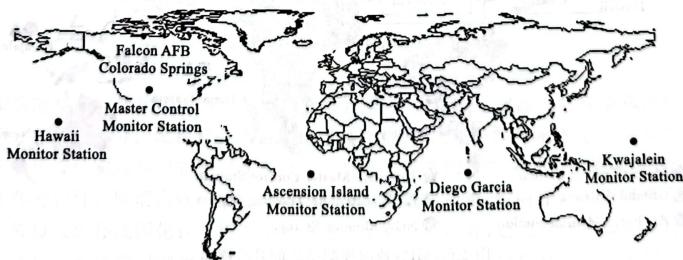 Falcon AFB
Colorado Springs
Master Control
Monitor Station
Hawaii
Monitor Station
Ascension Island
Monitor Station
Diego Garcia
Monitor Station
Kwajalein
Monitor Station